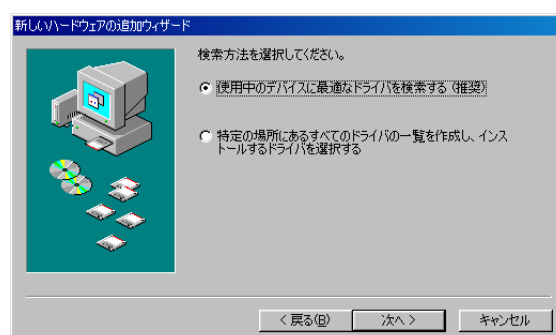 新しいハードウェアの追加ウィザード
検索方法を選択してください。
使用中のデバイスに最適なドライバを検索する (推奨)
特定の場所にあるすべてのドライバの一覧を作成し、インス
トールするドライバを選択する
< 戻る(B)
次へ >
キャンセル